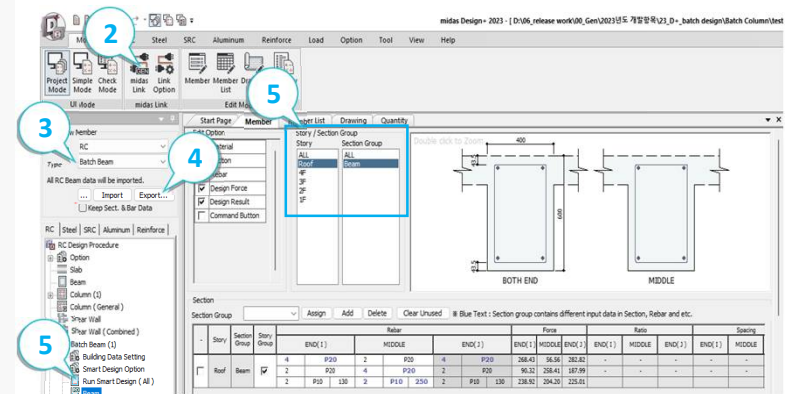 midas Design+ 2023 - [ D:\06_release work\00_Gen\2023년도 개발항목\23_D+_batch design\Batch Column\test
2
Steel SRC Aluminum Reinforce Load Option Tool View Help
Project Mode Simple Mode Check Mode midas Link Link Option Member Member List
UI Mode midas Link
5
3
Start Page Member Member List Drawing Quantity
Member
RC
Type Batch Beam
4
All RC Beam data will be imported.
... Import Export...
Keep Sect. & Bar Data
RC Steel SRC Aluminum Reinforce
RC Design Procedure
Option
Slab
Beam
Column (1)
Column ( General )
Shear Wall
Shear Wall ( Combined )
5
Batch Beam (1)
Building Data Setting
Smart Design Option
Run Smart Design ( All )
Beam
Edit Option
Design Force
Design Result
Command Button
Story / Section Group
Story Section Group
ALL ALL
Roof Beam
4F
3F
2F
1F
Double click to Zoom
400
43.5
600
43.5
BOTH END MIDDLE
Section
Section Group Assign Add Delete Clear Unused ※ Blue Text : Section group contains different input data in Section, Rebar and etc.
- Story Section Group Story Group Rebar Force Ratio Spacing
END(I) MIDDLE END(J) END(I) MIDDLE END(J) END(I) MIDDLE END(J) END(I) MIDDLE
4 P20 2 P20 4 P20 268.43 56.56 282.82 - - - - -
Roof Beam 2 P20 4 P20 2 P20 90.32 258.41 187.99 - - - - -
2 P10 130 2 P10 250 2 P10 130 238.92 204.20 225.01 - - -